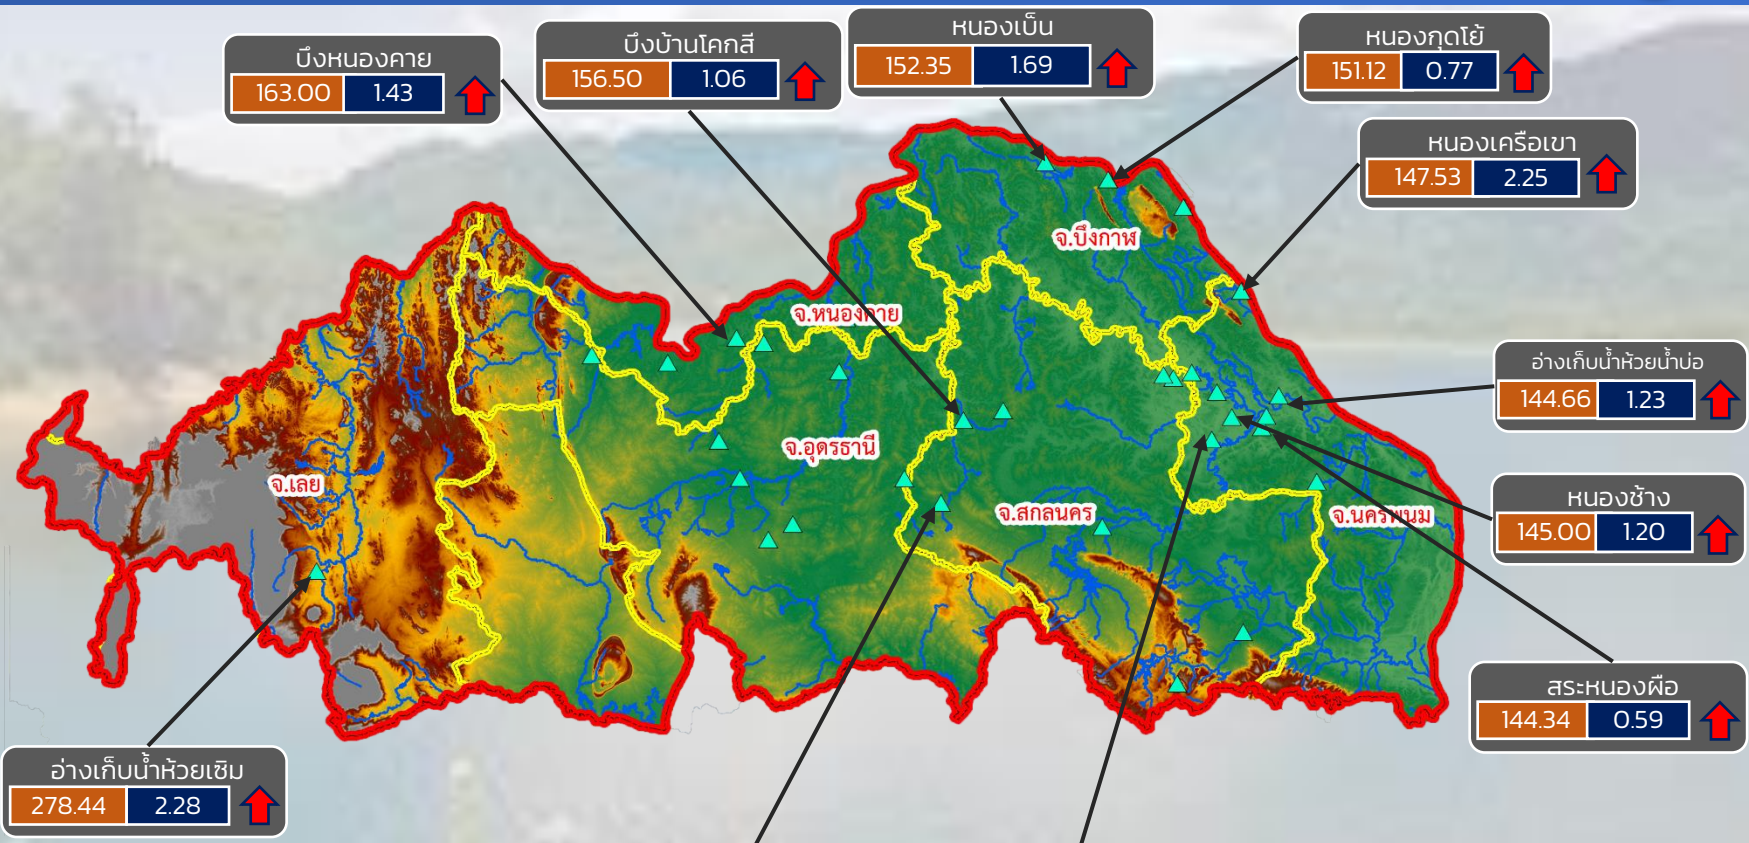 บึงหนองคาย
163.00 1.43
บึงบ้านโคกสี
156.50 1.06
หนองเบ็น
152.35 1.69
หนองกุดโย้
151.12 0.77
หนองเครือเขา
147.53 2.25
จ.บึงกาฬ
จ.หนองคาย
อ่างเก็บน้ำห้วยน้ำบ่อ
144.66 1.23
จ.อุดรธานี
จ.เลย
จ.สกลนคร
จ.นครพนม
หนองช้าง
145.00 1.20
สระหนองผือ
144.34 0.59
อ่างเก็บน้ำห้วยเซิม
278.44 2.28